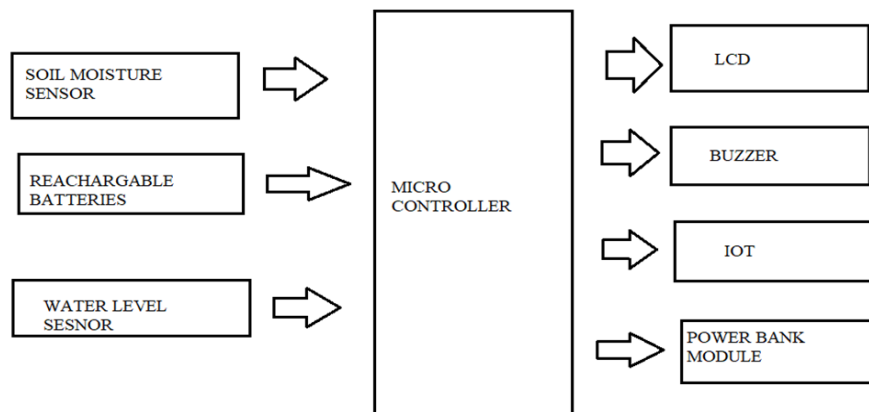 SOIL MOISTURE
SENSOR
REACHARGABLE
BATTERIES
WATER LEVEL
SESNOR
MICRO
CONTROLLER
LCD
BUZZER
IOT
POWER BANK
MODULE